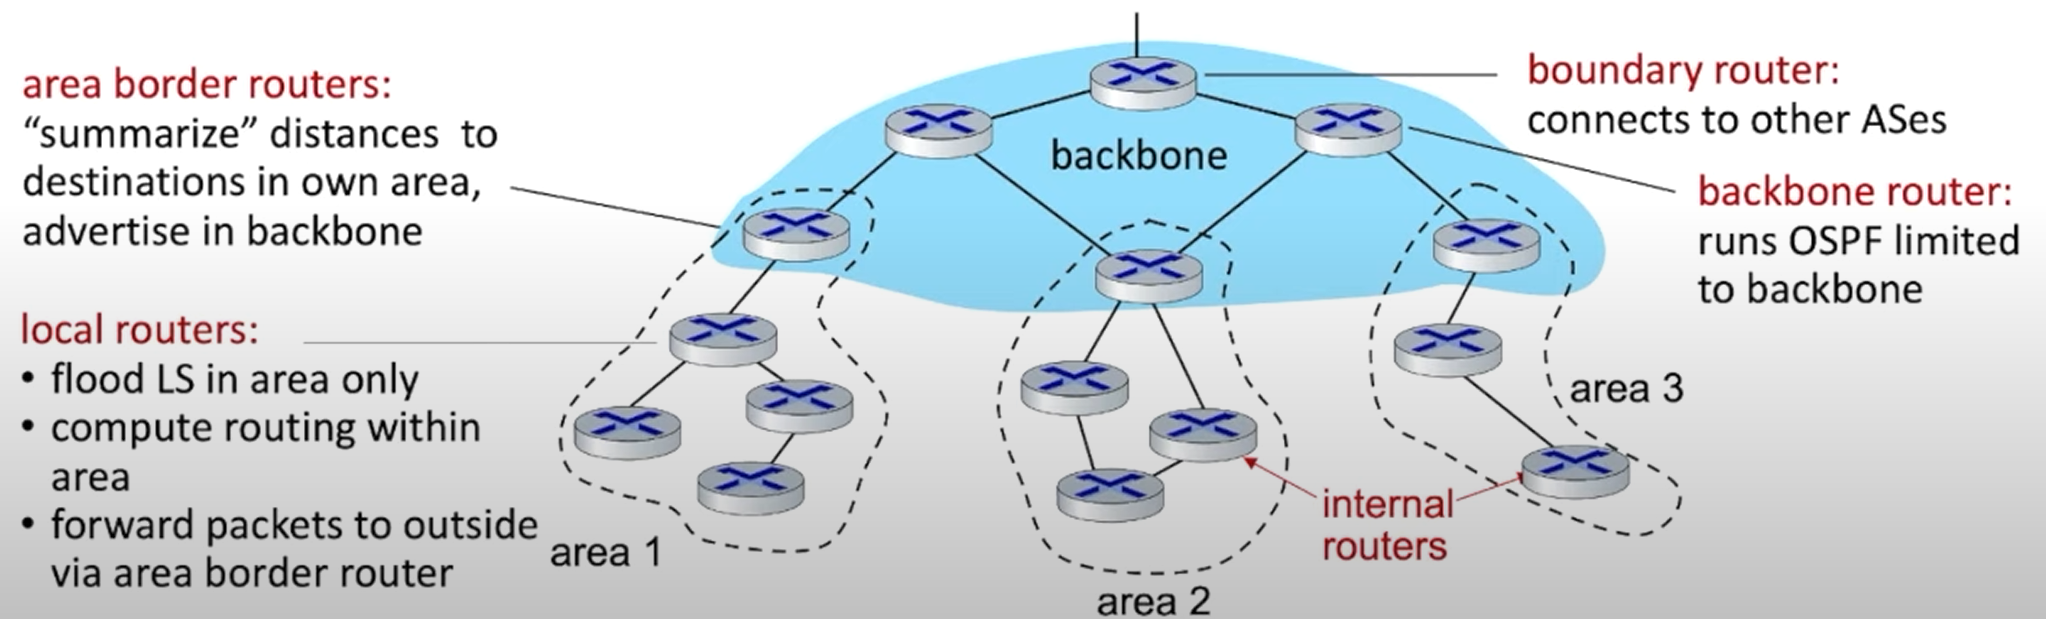 area border routers:
“summarize” distances to
destinations in own area,
advertise in backbone
local routers:
• flood LS in area only
• compute routing within
area
• forward packets to outside
via area border router
backbone
boundary router:
connects to other ASes
backbone router:
runs OSPF limited
to backbone
area 1
area 2
area 3
internal
routers